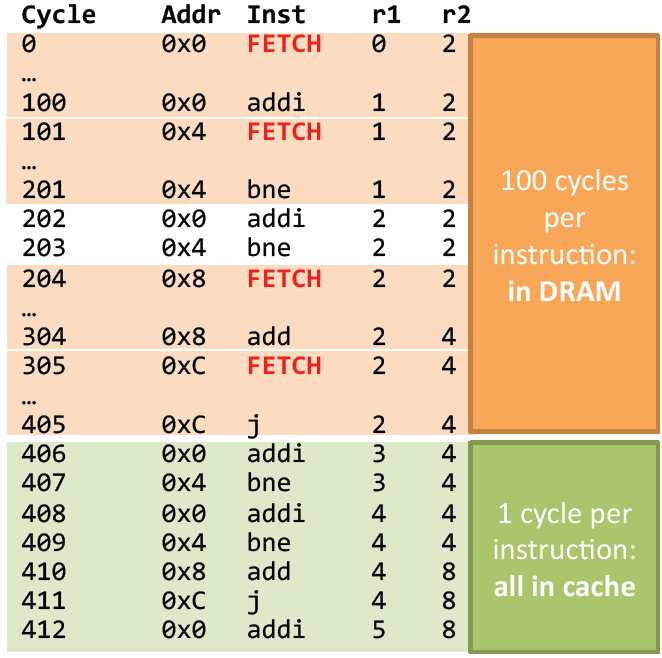 Cycle Addr Inst r1 r2
0 0x0 FETCH 0 2
…
100 0x0 addi 1 2
101 0x4 FETCH 1 2
…
201 0x4 bne 1 2
202 0x0 addi 2 2
203 0x4 bne 2 2
204 0x8 FETCH 2 2
…
304 0x8 add 2 4
305 0xC FETCH 2 4
…
405 0xC j 2 4
406 0x0 addi 3 4
407 0x4 bne 3 4
408 0x0 addi 4 4
409 0x4 bne 4 4
410 0x8 add 4 8
411 0xC j 4 8
412 0x0 addi 5 8
100 cycles
per
instruction:
in DRAM
1 cycle per
instruction:
all in cache